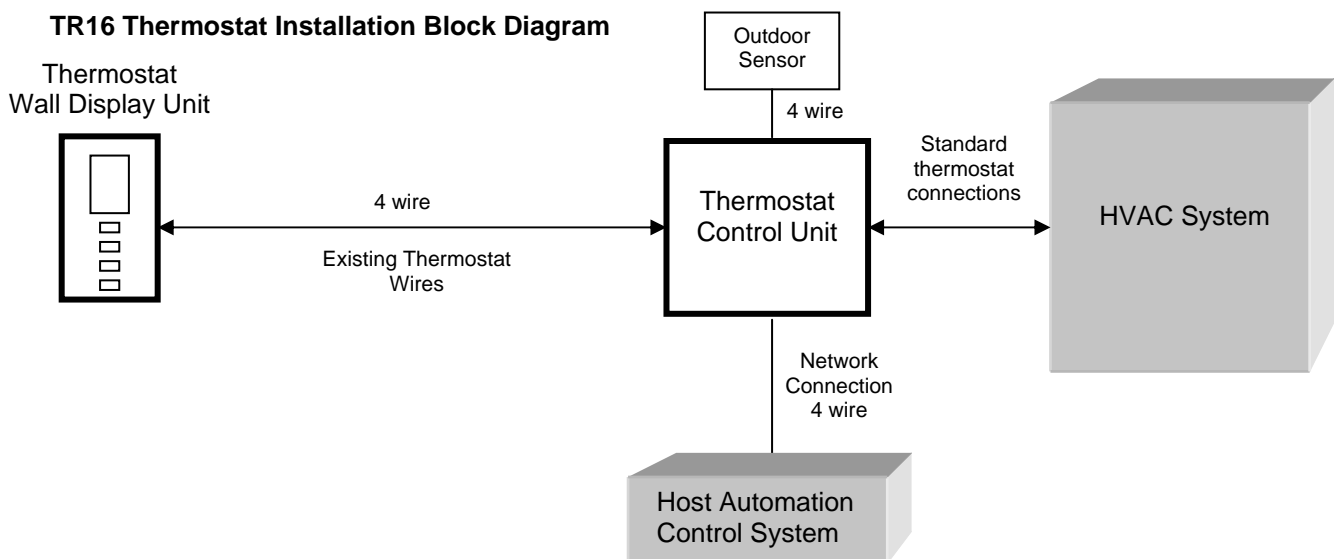 TR16 Thermostat Installation Block Diagram
Outdoor
Sensor
Thermostat
Wall Display Unit
4 wire
Standard
thermostat
connections
4 wire
Existing Thermostat
Wires
Thermostat
Control Unit
HVAC System
Network
Connection
4 wire
Host Automation
Control System